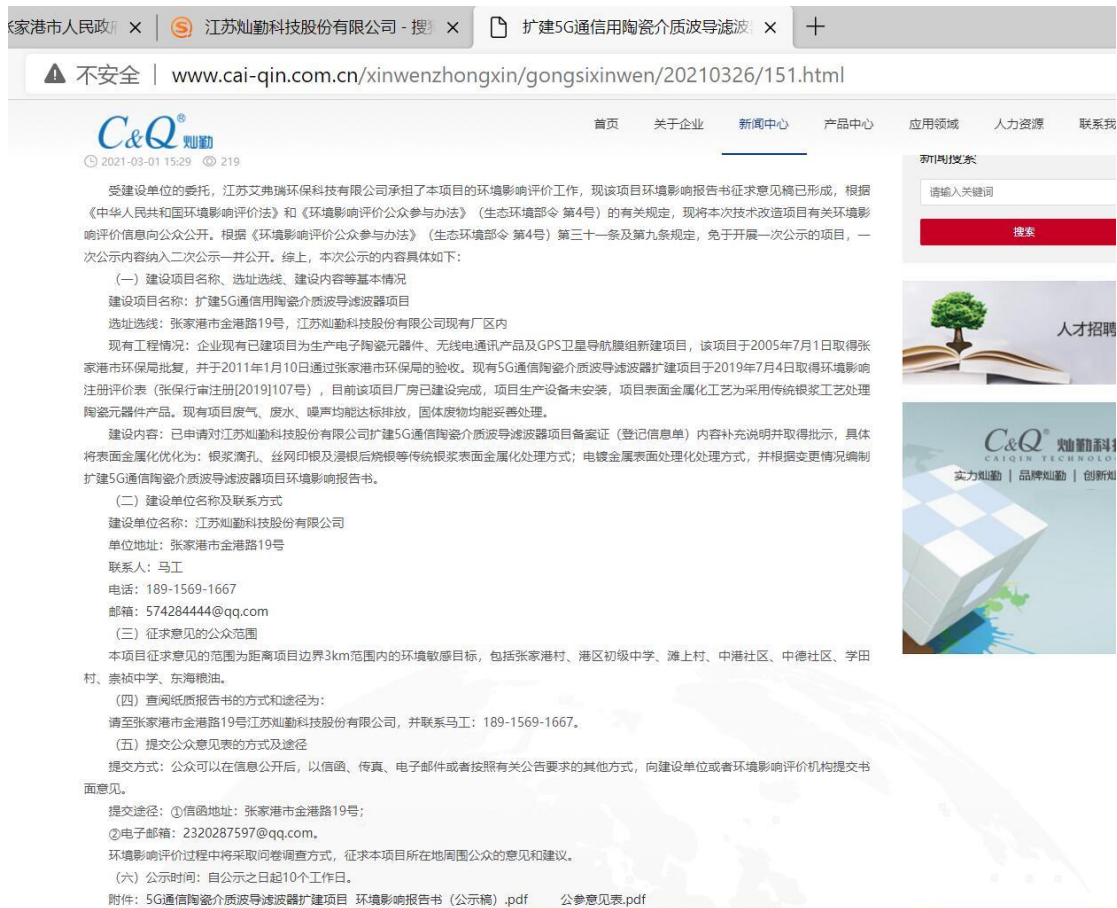 张家港市人民政府
江苏灿勤科技股份有限公司 - 搜
扩建5G通信用陶瓷介质波导滤波
不安全 | www.cai-qin.com.cn/xinwenzhongxin/gongsixinwen/20210326/151.html
C&Q® 灿勤
首页 关于企业 新闻中心 产品中心 应用领域 人力资源 联系我
2021-03-01 15:29 219
新闻搜索
请输入关键词
搜索
受建设单位的委托，江苏艾弗瑞环保科技有限公司承担了本项目的环境影响评价工作，现该项目环境影响报告书征求意见稿已形成，根据
《中华人民共和国环境影响评价法》和《环境影响评价公众参与办法》（生态环境部令 第4号）的有关规定，现将本次技术改造项目有关环境影
响评价信息向公众公开。根据《环境影响评价公众参与办法》（生态环境部令 第4号）第三十一条及第九条规定，免于开展一次公示的项目，一
次公示内容纳入二次公示一并公开。综上，本次公示的内容具体如下：
（一）建设项目名称、选址选线、建设内容等基本情况
建设项目名称：扩建5G通信用陶瓷介质波导滤波器项目
选址选线：张家港市金港路19号，江苏灿勤科技股份有限公司现有厂区内
现有工程情况：企业现有已建项目为生产电子陶瓷元器件、无线电通讯产品及GPS卫星导航膜组新建项目，该项目于2005年7月1日取得张
家港市环保局批复，并于2011年1月10日通过张家港市环保局的验收。现有5G通信陶瓷介质波导滤波器扩建项目于2019年7月4日取得环境影响
注册评价表（张保行审注册[2019]107号），目前该项目厂房已建设完成，项目生产设备未安装，项目表面金属化工艺为采用传统银浆工艺处理
陶瓷元器件产品。现有项目废气、废水、噪声均能达标排放，固体废物均能妥善处理。
建设内容：已申请对江苏灿勤科技股份有限公司扩建5G通信陶瓷介质波导滤波器项目备案证（登记信息单）内容补充说明并取得批示，具体
将表面金属化优化为：银浆滴孔、丝网印银及浸银后烧银等传统银浆表面金属化处理方式；电镀金属表面处理化处理方式，并根据变更情况编制
扩建5G通信陶瓷介质波导滤波器项目环境影响报告书。
（二）建设单位名称及联系方式
建设单位名称：江苏灿勤科技股份有限公司
单位地址：张家港市金港路19号
联系人：马工
电话：189-1569-1667
邮箱：574284444@qq.com
（三）征求意见的公众范围
本项目征求意见的范围为距离项目边界3km范围内的环境敏感目标，包括张家港村、港区初级中学、滩上村、中港社区、中德社区、学田
村、崇祯中学、东海粮油。
（四）查阅纸质报告书的方式和途径为：
请至张家港市金港路19号江苏灿勤科技股份有限公司，并联系马工：189-1569-1667。
（五）提交公众意见表的方式及途径
提交方式：公众可以在信息公开后，以信函、传真、电子邮件或者按照有关公告要求的其他方式，向建设单位或者环境影响评价机构提交书
面意见。
提交途径：①信函地址：张家港市金港路19号；
②电子邮箱：2320287597@qq.com。
环境影响评价过程中将采取问卷调查方式，征求本项目所在地周围公众的意见和建议。
（六）公示时间：自公示之日起10个工作日。
附件：5G通信陶瓷介质波导滤波器扩建项目 环境影响报告书（公示稿）.pdf 公参意见表.pdf
人才招聘
C&Q® 灿勤科技
CAIQIN TECHNOLO
实力灿勤 | 品牌灿勤 | 创新灿